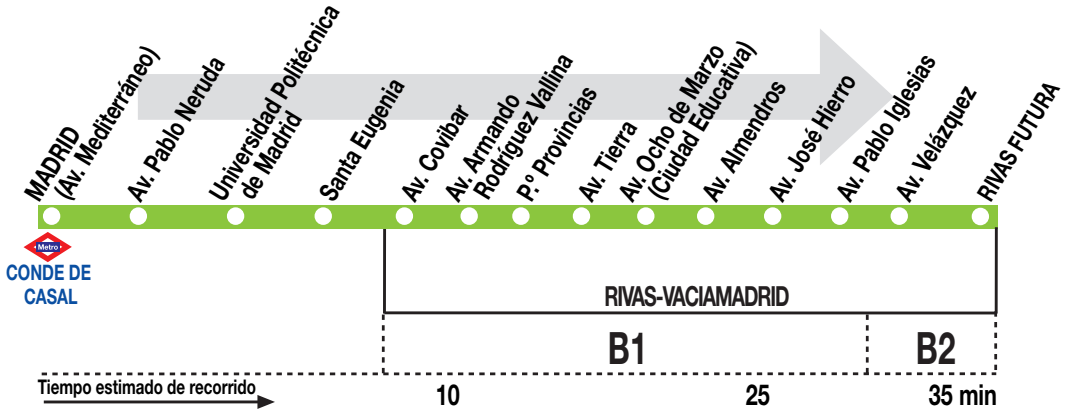 MADRID
(Av. Mediterráneo)
Av. Pablo Neruda
Universidad Politécnica
de Madrid
Santa Eugenia
Av. Covibar
Av. Armando
Rodríguez Vallina
P.º Provincias
Av. Tierra
Av. Ocho de Marzo
(Ciudad Educativa)
Av. Almendros
Av. José Hierro
Av. Pablo Iglesias
Av. Velázquez
RIVAS FUTURA
Metro
CONDE DE
CASAL
RIVAS-VACIAMADRID
B1 B2
Tiempo estimado de recorrido 10 25 35 min